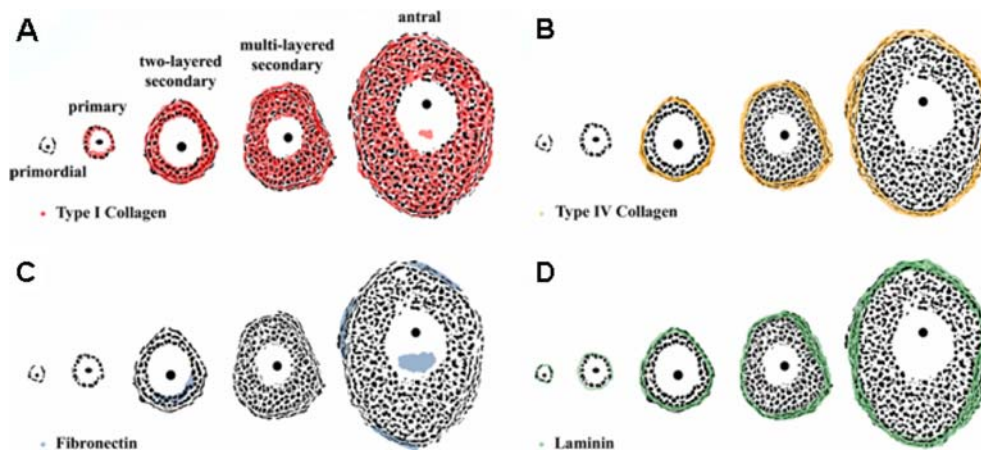 A
antral
multi-layered
secondary
two-layered
secondary
primary
primordial
Type I Collagen
B
Type IV Collagen
C
Fibronectin
D
Laminin